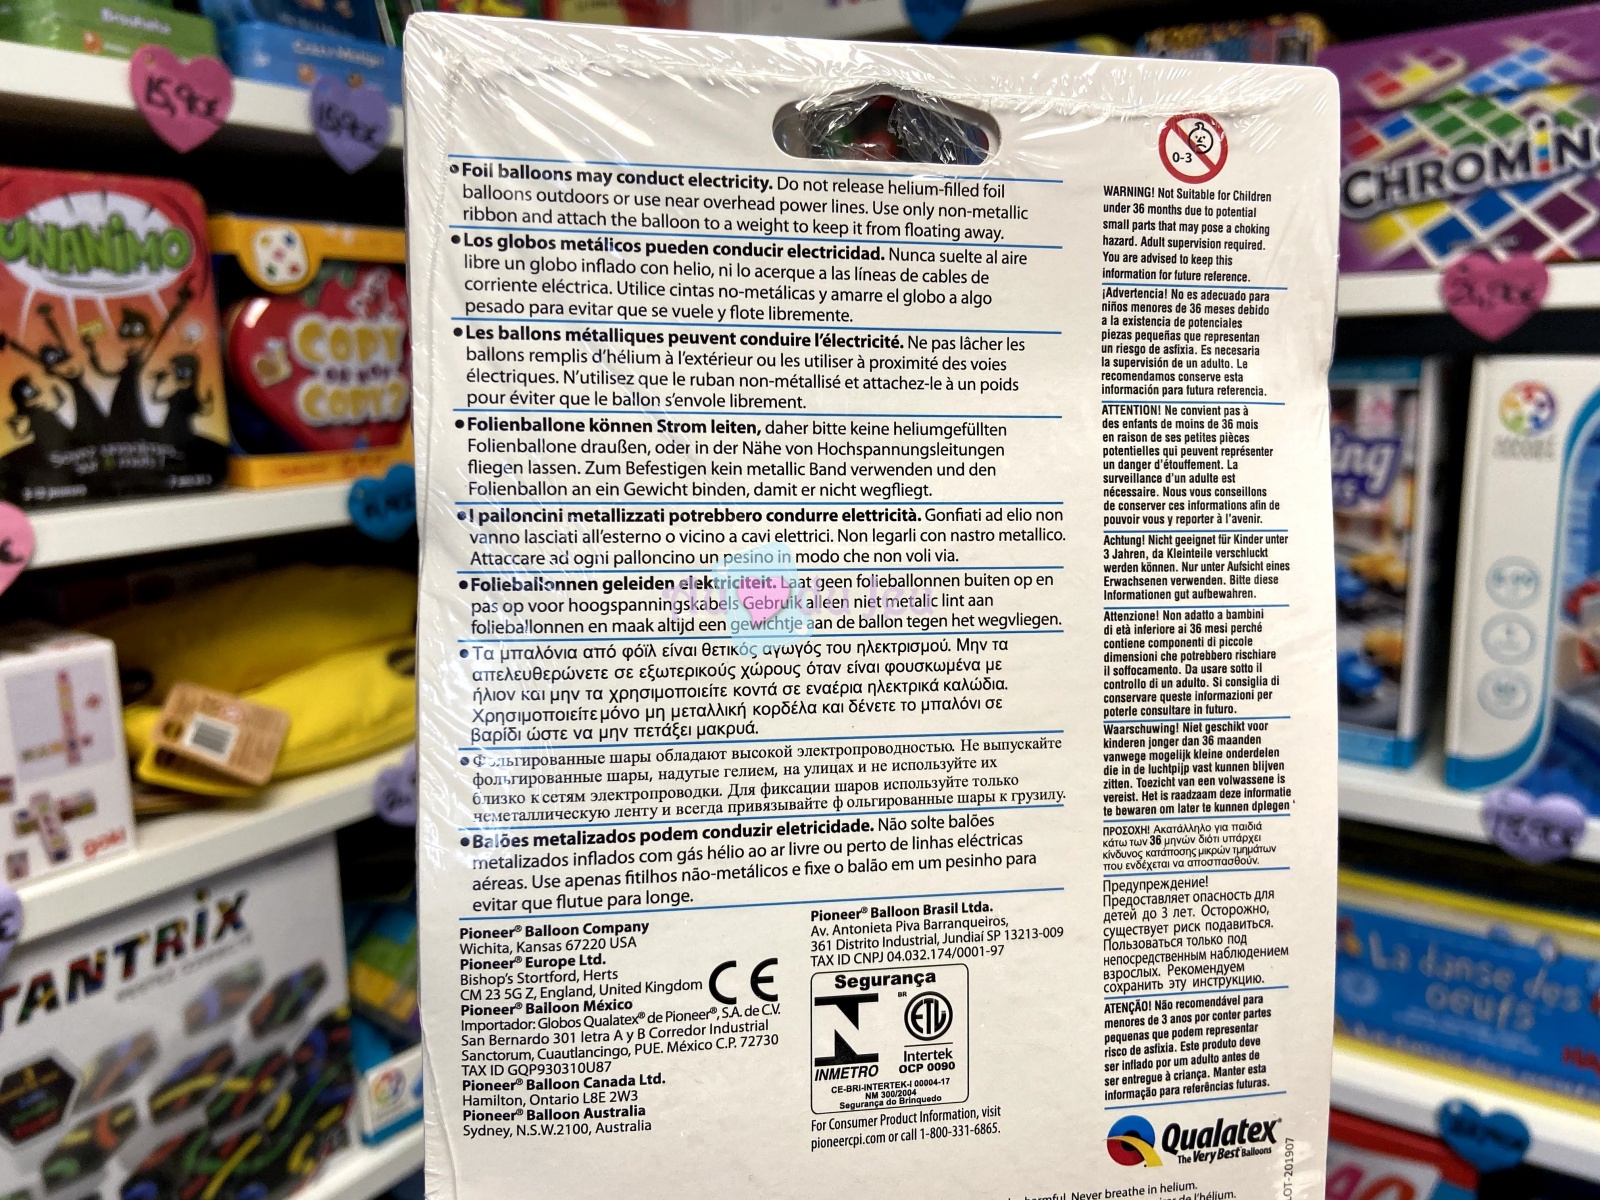 Foil balloons may conduct electricity. Do not release helium-filled foil
balloons outdoors or use near overhead power lines. Use only non-metallic
ribbon and attach the balloon to a weight to keep it from floating away.
Los globos metálicos pueden conducir electricidad. Nunca suelte al aire
libre un globo inflado con helio, ni lo acerque a las líneas de cables de
corriente eléctrica. Utilice cintas no-metálicas y amarre el globo a algo
pesado para evitar que se vuele y flote libremente.
Les ballons métalliques peuvent conduire l'électricité. Ne pas lâcher les
ballons remplis d'hélium à l'extérieur ou les utiliser à proximité des voies
électriques. N'utilisez que le ruban non-métallisé et attachez-le à un poids
pour éviter que le ballon s'envole librement.
Folienballone können Strom leiten, daher bitte keine heliumgefüllten
Folienballone draußen, oder in der Nähe von Hochspannungsleitungen
fliegen lassen. Zum Befestigen kein metallic Band verwenden und den
Folienballon an ein Gewicht binden, damit er nicht wegfliegt.
I palloncini metallizzati potrebbero condurre elettricità. Gonfiati ad elio non
vanno lasciati all'esterno o vicino a cavi elettrici. Non legarli con nastro metallico.
Attaccare ad ogni palloncino un pesino in modo che non voli via.
Folieballonnen geleiden elektriciteit. Laat geen folieballonnen buiten op en
pas op voor hoogspanningskabels Gebruik alleen niet metalic lint aan
folieballonnen en maak altijd een gewichtje aan de ballon tegen het wegvliegen.
Τα μπαλόνια από φόϊλ είναι θετικός αγωγός του ηλεκτρισμού. Μην τα
απελευθερώνετε σε εξωτερικούς χώρους όταν είναι φουσκωμένα με
ήλιον και μην τα χρησιμοποιείτε κοντά σε εναέρια ηλεκτρικά καλώδια.
Χρησιμοποιείτε μόνο μη μεταλλική κορδέλα και δένετε το μπαλόνι σε
βαρίδι ώστε να μην πετάξει μακρυά.
Фольгированные шары обладают высокой электропроводностью. Не выпускайте
фольгированные шары, надутые гелием, на улицах и не используйте их
близко к сетям электропроводки. Для фиксации шаров используйте только
неметаллическую ленту и всегда привязывайте ф ольгированные шары к грузилу.
Balões metalizados podem conduzir eletricidade. Não solte balões
metalizados inflados com gás hélio ao ar livre ou perto de linhas eléctricas
aéreas. Use apenas fitilhos não-metálicos e fixe o balão em um pesinho para
evitar que flutue para longe.
Pioneer® Balloon Company
Wichita, Kansas 67220 USA
Pioneer® Europe Ltd.
Bishop's Stortford, Herts
CM 23 5G Z, England, United Kingdom
Pioneer® Balloon México
Importador: Globos Qualatex® de Pioneer®, S.A. de C.V.
San Bernardo 301 letra A y B Corredor Industrial
Sanctorum, Cuautlancingo, PUE. México C.P. 72730
TAX ID GQP930310U87
Pioneer® Balloon Canada Ltd.
Hamilton, Ontario L8E 2W3
Pioneer® Balloon Australia
Sydney, N.S.W.2100, Australia
CE
Pioneer® Balloon Brasil Ltda.
Av. Antonieta Piva Barranqueiros,
361 Distrito Industrial, Jundiaí SP 13213-009
TAX ID CNPJ 04.032.174/0001-97
Segurança
BR
ETL
INMETRO
Intertek
OCP 0090
CE-BRI-INTERTEK-I 00004-17
NM 300/2004
Segurança do Brinquedo
For Consumer Product Information, visit
pioneercpi.com or call 1-800-331-6865.
harmful. Never breathe in helium.
de l'hélium.
0-3
WARNING! Not Suitable for Children
under 36 months due to potential
small parts that may pose a choking
hazard. Adult supervision required.
You are advised to keep this
information for future reference.
¡Advertencia! No es adecuado para
niños menores de 36 meses debido
a la existencia de potenciales
piezas pequeñas que representan
un riesgo de asfixia. Es necesaria
la supervisión de un adulto. Le
recomendamos conserve esta
información para futura referencia.
ATTENTION! Ne convient pas à
des enfants de moins de 36 mois
en raison de ses petites pièces
potentielles qui peuvent représenter
un danger d'étouffement. La
surveillance d'un adulte est
nécessaire. Nous vous conseillons
de conserver ces informations afin de
pouvoir vous y reporter à l'avenir.
Achtung! Nicht geeignet für Kinder unter
3 Jahren, da Kleinteile verschluckt
werden können. Nur unter Aufsicht eines
Erwachsenen verwenden. Bitte diese
Informationen gut aufbewahren.
Attenzione! Non adatto a bambini
di età inferiore ai 36 mesi perché
contiene componenti di piccole
dimensioni che potrebbero rischiare
il soffocamento. Da usare sotto il
controllo di un adulto. Si consiglia di
conservare queste informazioni per
poterle consultare in futuro.
Waarschuwing! Niet geschikt voor
kinderen jonger dan 36 maanden
vanwege mogelijk kleine onderdelen
die in de luchtpijp vast kunnen blijven
zitten. Toezicht van een volwassene is
vereist. Het is raadzaam deze informatie
te bewaren om later te kunnen dplegen
ΠΡΟΣΟΧΗ! Ακατάλληλο για παιδιά
κάτω των 36 μηνών διότι υπάρχει
κίνδυνος κατάποσης μικρών τμημάτων
που ενδέχεται να αποσπασθούν.
Предупреждение!
Предоставляет опасность для
детей до 3 лет. Осторожно,
существует риск подавиться.
Пользоваться только под
непосредственным наблюдением
взрослых. Рекомендуем
сохранить эту инструкцию.
ATENÇÃO! Não recomendável para
menores de 3 anos por conter partes
pequenas que podem representar
risco de asfixia. Este produto deve
ser inflado por um adulto antes de
ser entregue à criança. Manter esta
informação para referências futuras.
Qualatex®
The Very Best Balloons
OT-201907
UNANIMO
COPY
COPY?
TANTRIX
CHROMIN
La danse des
oeufs
15,90€
Au du Jeu